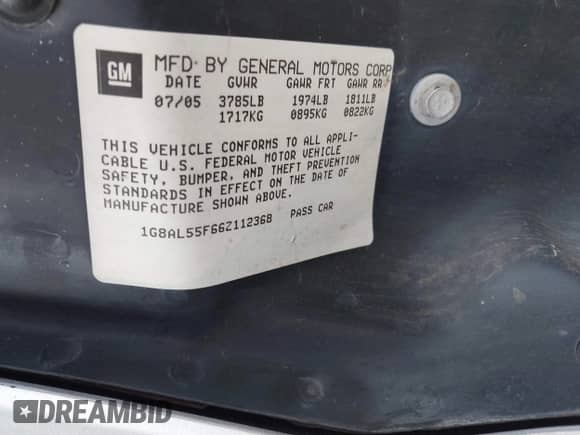 GM
MFD BY GENERAL MOTORS CORP
DATE GVWR GAWR FRT GAWR RR
07/05 3785LB 1974LB 1811LB
1717KG 0895KG 0822KG
THIS VEHICLE CONFORMS TO ALL APPLI-
CABLE U.S. FEDERAL MOTOR VEHICLE
SAFETY, BUMPER, AND THEFT PREVENTION
STANDARDS IN EFFECT ON THE DATE OF
MANUFACTURE SHOWN ABOVE.
1G8AL55F66Z112368 PASS CAR
DREAMBID